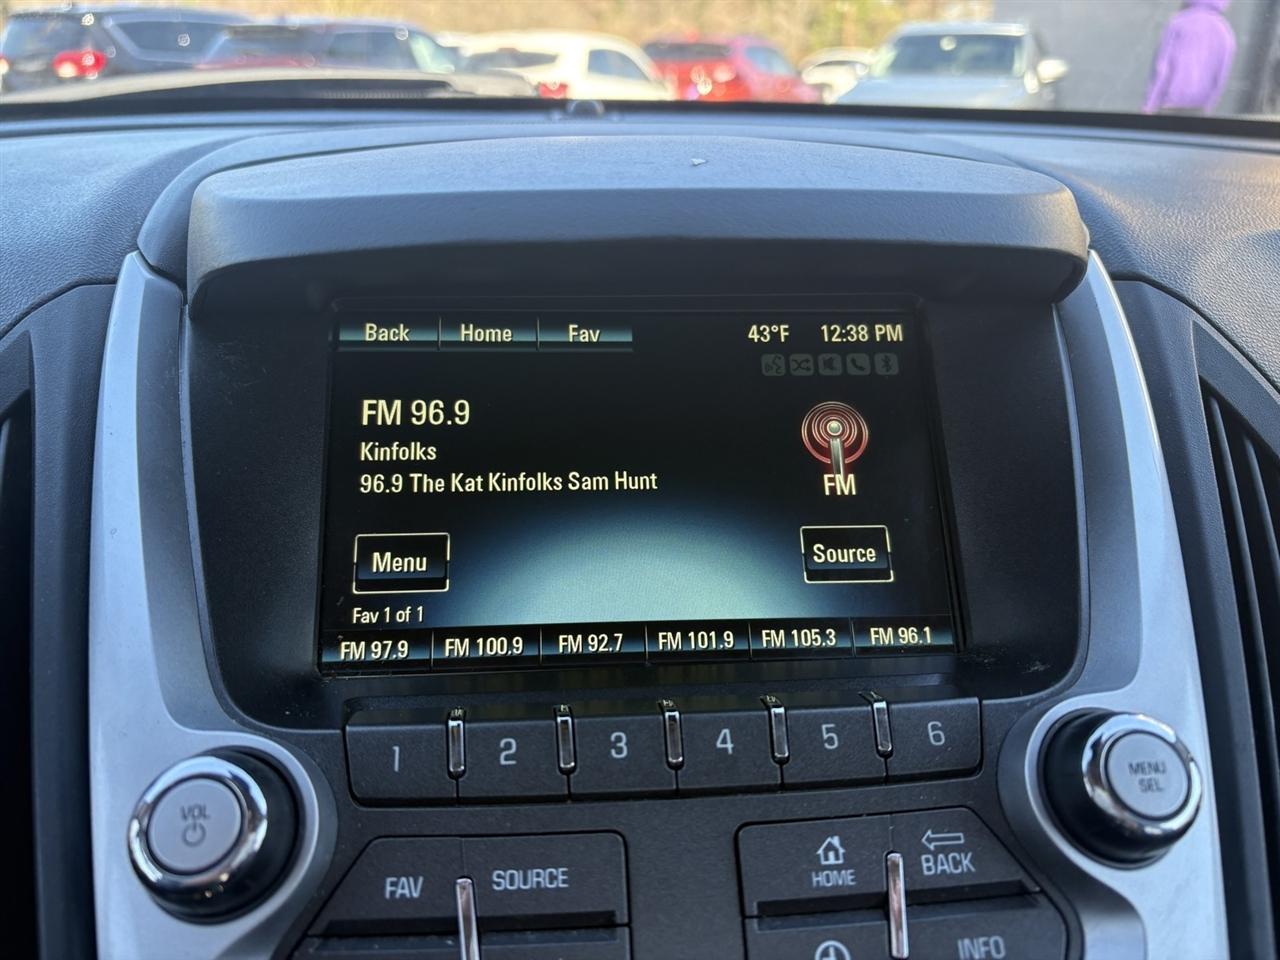 Back Home Fav 43°F 12:38 PM
FM 96.9
Kinfolks
96.9 The Kat Kinfolks Sam Hunt
FM
Menu Source
Fav 1 of 1
FM 97.9 FM 100.9 FM 92.7 FM 101.9 FM 105.3 FM 96.1
1 2 3 4 5 6
VOL
MENU
SEL
FAV SOURCE HOME BACK
INFO